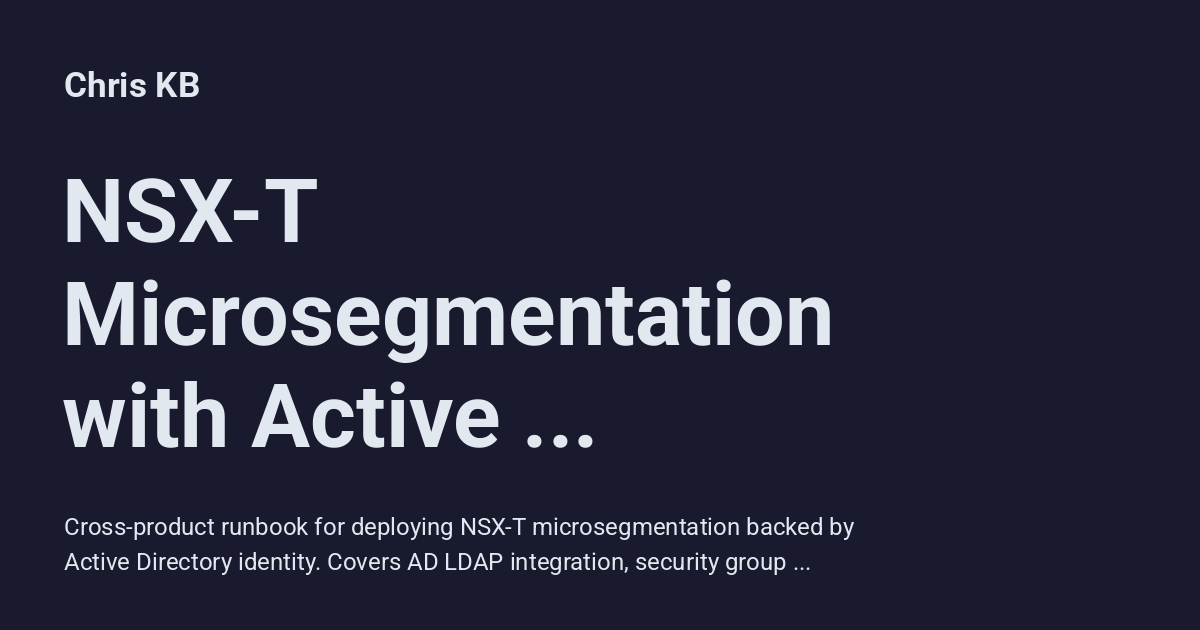 Chris KB
NSX-T
Microsegmentation
with Active ...
Cross-product runbook for deploying NSX-T microsegmentation backed by
Active Directory identity. Covers AD LDAP integration, security group ...